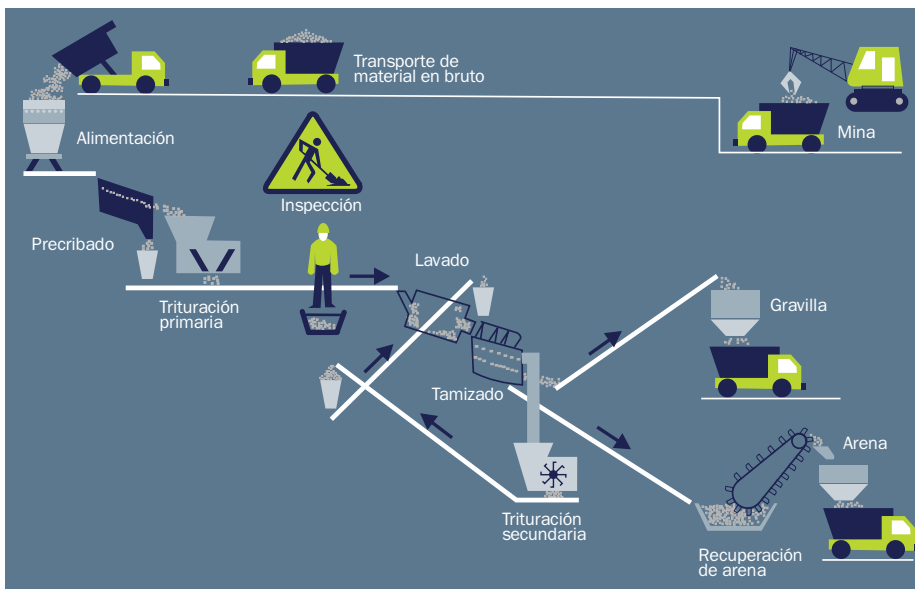 Transporte de
material en bruto
Mina
Alimentación
Inspección
Precribado
Lavado
Trituración
primaria
Gravilla
Tamizado
Arena
Trituración
secundaria
Recuperación
de arena